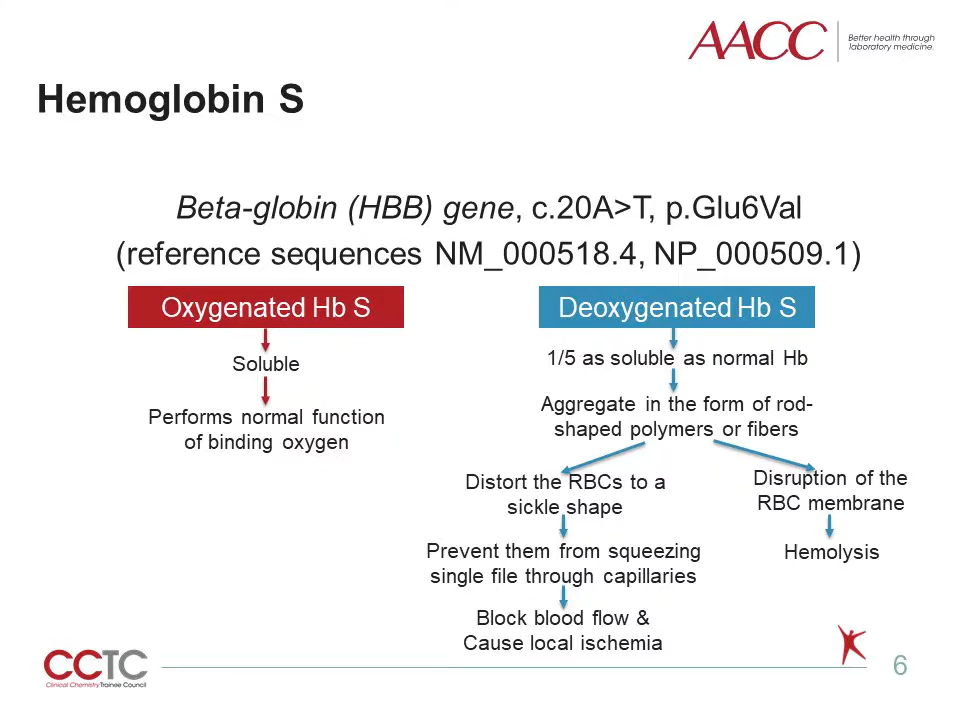 AACC
Better health through
laboratory medicine.
Hemoglobin S
Beta-globin (HBB) gene, c.20A>T, p.Glu6Val
(reference sequences NM_000518.4, NP_000509.1)
Oxygenated Hb S
Soluble
Performs normal function
of binding oxygen
Deoxygenated Hb S
1/5 as soluble as normal Hb
Aggregate in the form of rod-
shaped polymers or fibers
Distort the RBCs to a
sickle shape
Prevent them from squeezing
single file through capillaries
Block blood flow &
Cause local ischemia
Disruption of the
RBC membrane
Hemolysis
CCTC
Clinical Chemistry Trainee Council
6